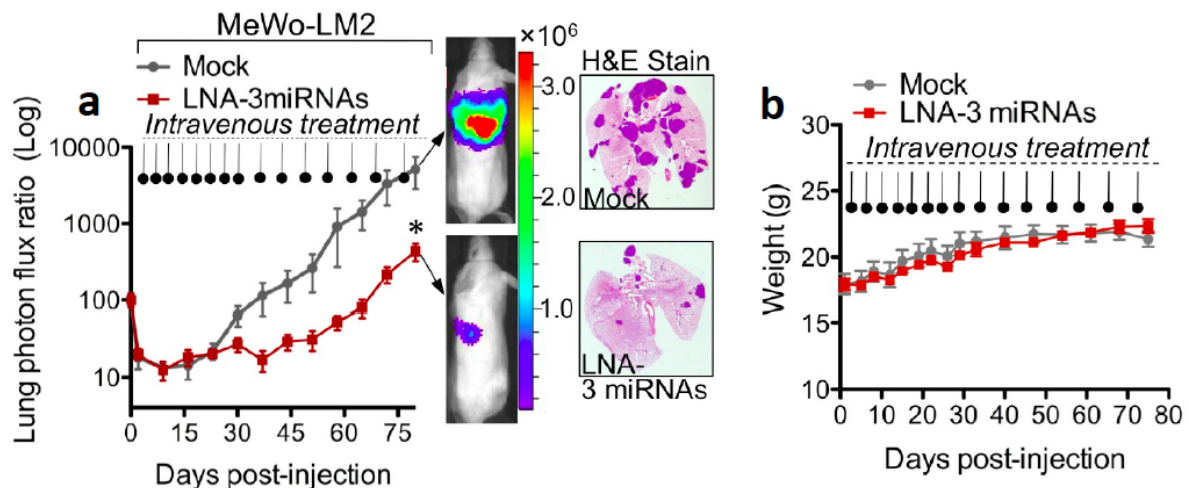 MeWo-LM2
Mock
LNA-3miRNAs
a
Intravenous treatment
Lung photon flux ratio (Log)
10000
1000
100
10
0 15 30 45 60 75
Days post-injection
*
×10⁶
3.0
2.0
1.0
H&E Stain
Mock
LNA-
3 miRNAs
b
Mock
LNA-3 miRNAs
Intravenous treatment
Weight (g)
30
25
20
15
10
0 10 20 30 40 50 60 70 80
Days post-injection